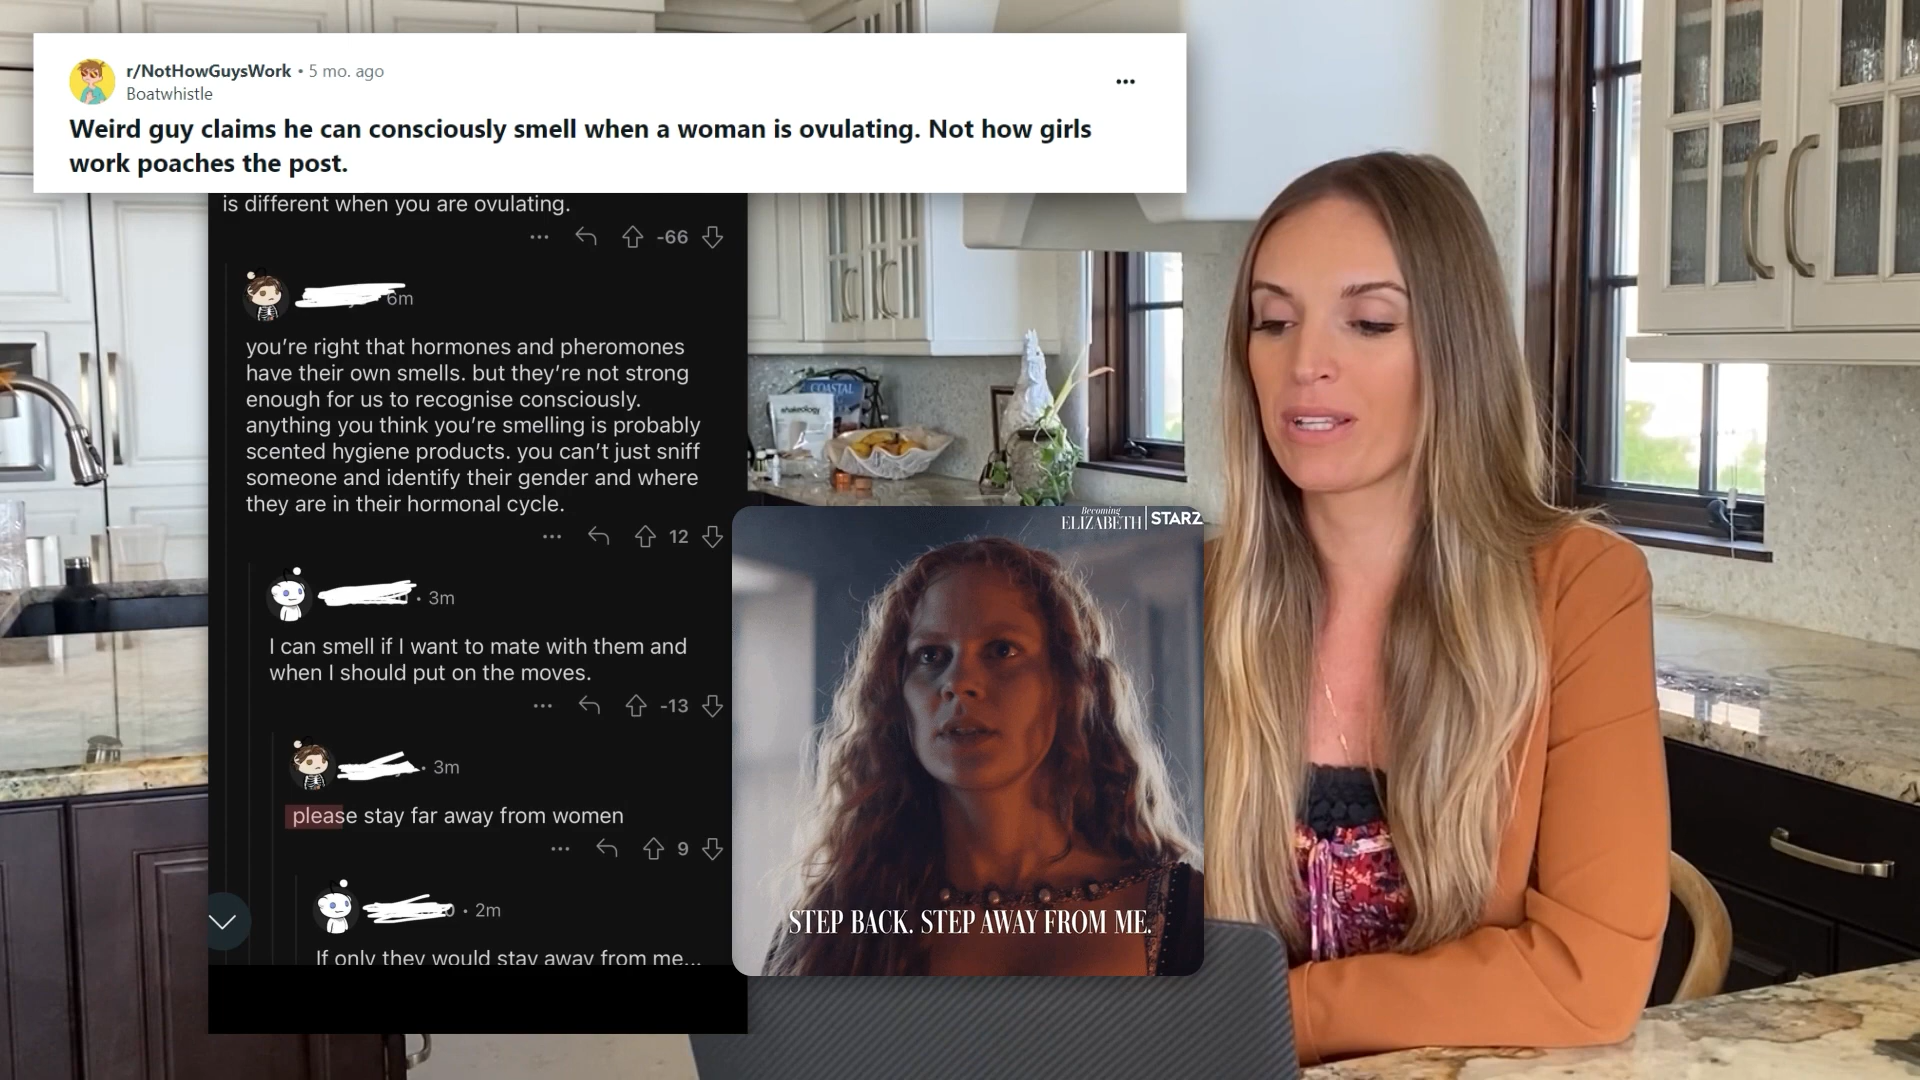 r/NotHowGuysWork • 5 mo. ago
Boatwhistle
Weird guy claims he can consciously smell when a woman is ovulating. Not how girls
work poaches the post.
is different when you are ovulating.
-66
6m
you're right that hormones and pheromones
have their own smells. but they're not strong
enough for us to recognise consciously.
anything you think you're smelling is probably
scented hygiene products. you can't just sniff
someone and identify their gender and where
they are in their hormonal cycle.
12
• 3m
I can smell if I want to mate with them and
when I should put on the moves.
-13
• 3m
please stay far away from women
9
• 2m
If only they would stay away from me...
COASTAL
shakeology
Becoming
ELIZABETH | STARZ
STEP BACK. STEP AWAY FROM ME.